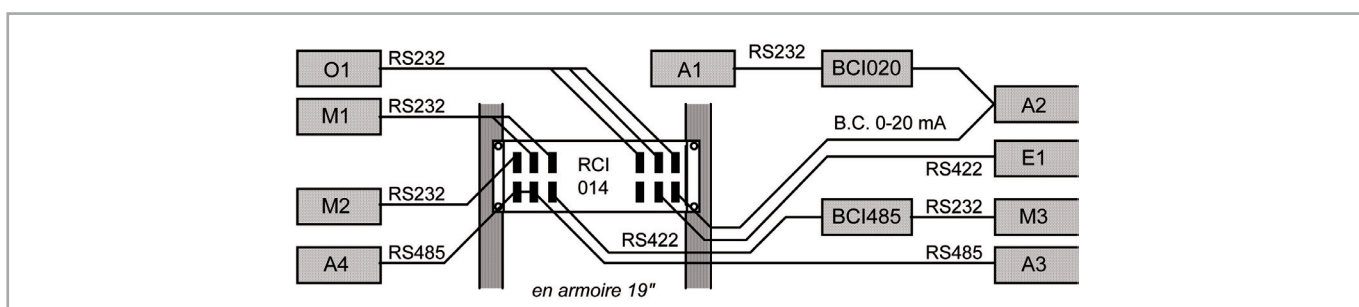 O1
RS232
A1
RS232
BCI020
M1
RS232
A2
B.C. 0-20 mA
RCI
014
E1
RS422
M2
RS232
BCI485
RS232
M3
RS422
A4
RS485
RS485
A3
en armoire 19"